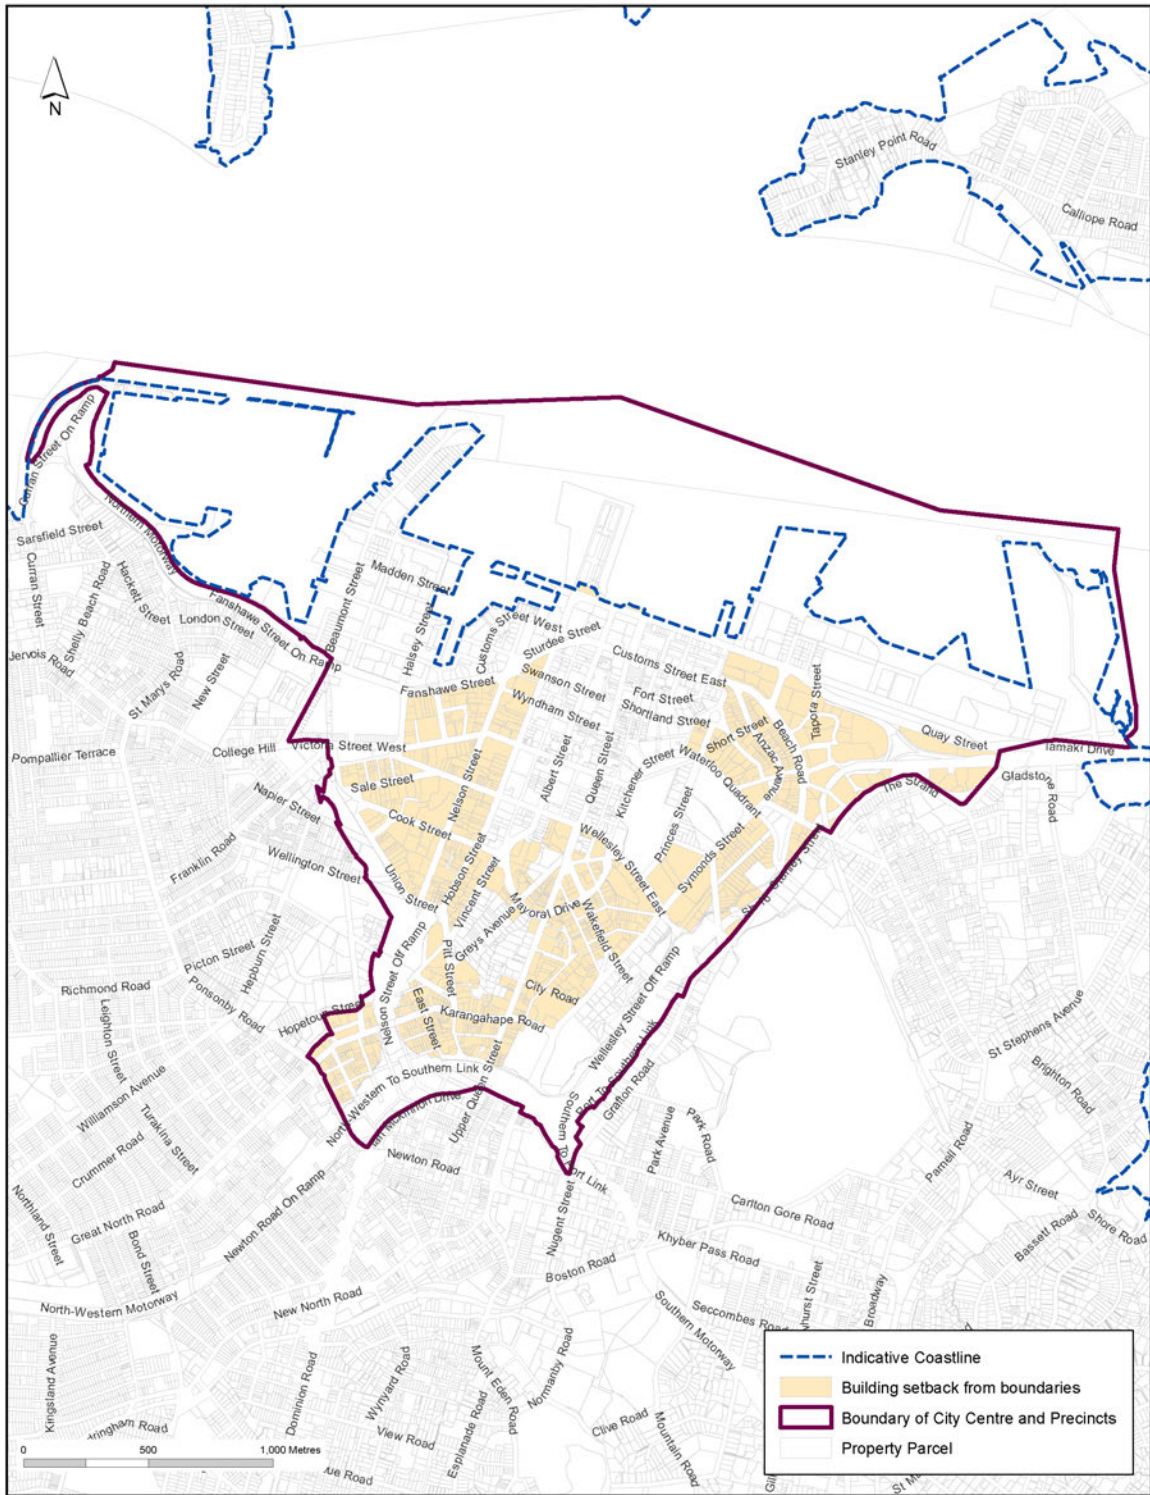 N
Stanley Point Road
Calliope Road
Curran Street On Ramp
Northern Motorway
Sarsfield Street
Curran Street
Shelly Beach Road
Hackett Street
London Street
Fanshawe Street On Ramp
Jervois Road
St Mary's Road
New Street
Beaumont Street
Madden Street
Halsey Street
Customs Street West
Sturdee Street
Fanshawe Street
Swanson Street
Wyndham Street
Customs Street East
Fort Street
Shortland Street
Tapora Street
Beach Road
Anzac Avenue
Short Street
Waterloo Quadrant
Quay Street
Tamaki Drive
Gladstone Road
The Strand
Pompallier Terrace
College Hill
Victoria Street West
Sale Street
Nelson Street
Albert Street
Queen Street
Kitchener Street
Princes Street
Napier Street
Cook Street
Franklin Road
Wellington Street
Union Street
Hobson Street
Vincent Street
Wellesley Street East
Symonds Street
Stanley Street
Mayoral Drive
Greys Avenue
Wakefield Street
Picton Street
Hepburn Street
Ponsonby Road
Richmond Road
Nelson Street Off Ramp
Pitt Street
City Road
Wellesley Street Off Ramp
Leighton Street
Hopetoun Street
East Street
Karangahape Road
St Stephens Avenue
Williamson Avenue
North-Western To Southern Link
Upper Queen Street
Ian Mckinnon Drive
Southern To Port Link
Port To Southern Link
Grafton Road
Brighton Road
Turakina Street
Crummer Road
Newton Road
Park Avenue
Park Road
Parnell Road
Ayr Street
Northland Street
Great North Road
Bond Street
Newton Road On Ramp
Nugent Street
Carlton Gore Road
Khyber Pass Road
Bassett Road
Shore Road
Boston Road
North-Western Motorway
New North Road
Southern Motorway
Seccombes Road
Broadway
Kingsland Avenue
Dominion Road
Wynyard Road
View Road
Mount Eden Road
Esplanade Road
Normanby Road
Clive Road
Mountain Road
Indicative Coastline
Building setback from boundaries
Boundary of City Centre and Precincts
Property Parcel
0 500 1,000 Metres